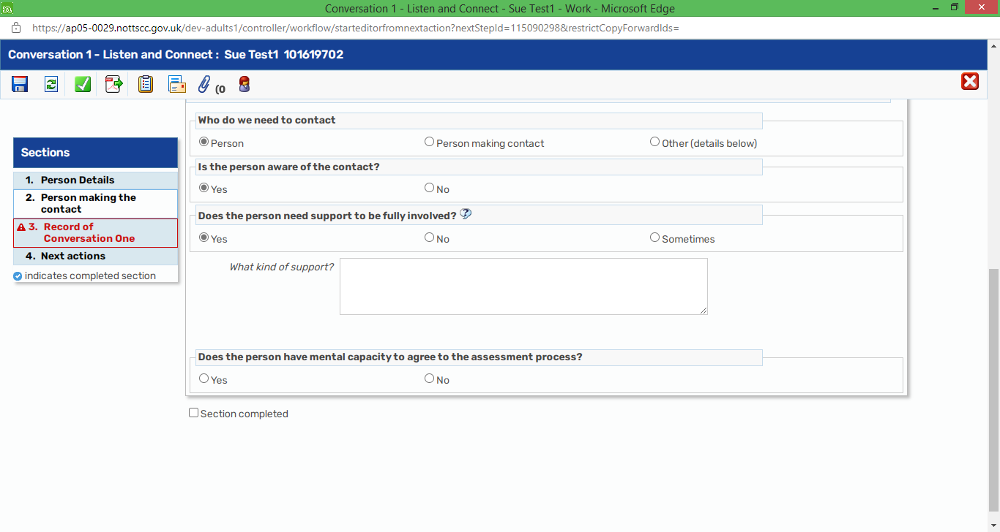 Conversation 1 - Listen and Connect - Sue Test1 - Work - Microsoft Edge
https://ap05-0029.nottscc.gov.uk/dev-adults1/controller/workflow/starteditorfromnextaction?nextStepId=115090298&restrictCopyForwardIds=
Conversation 1 - Listen and Connect : Sue Test1 101619702
(0
Who do we need to contact
Person Person making contact Other (details below)
Is the person aware of the contact?
Yes No
Does the person need support to be fully involved?
Yes No Sometimes
What kind of support?
Does the person have mental capacity to agree to the assessment process?
Yes No
Section completed
Sections
1. Person Details
2. Person making the
contact
3. Record of
Conversation One
4. Next actions
indicates completed section